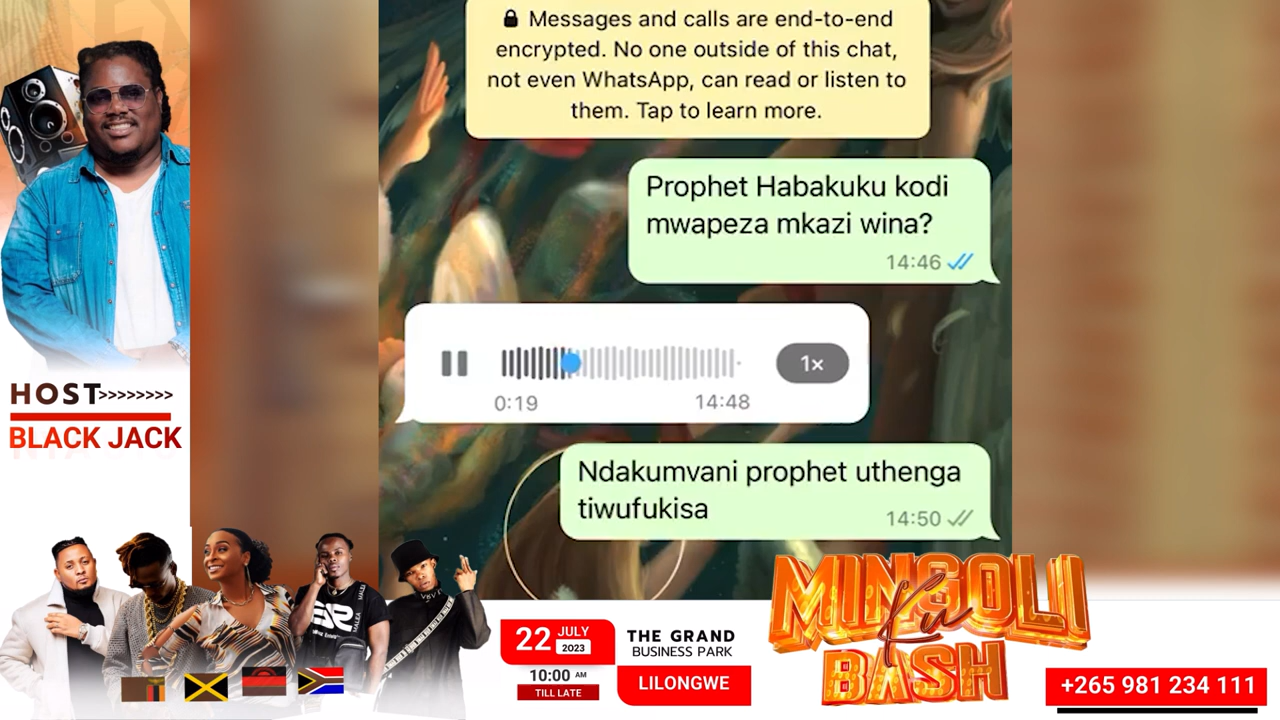 Messages and calls are end-to-end
encrypted. No one outside of this chat,
not even WhatsApp, can read or listen to
them. Tap to learn more.
Prophet Habakuku kodi
mwapeza mkazi wina?
14:46
1x
0:19
14:48
Ndakumvani prophet uthenga
tiwufukisa
14:50
HOST>>>>>>>>
BLACK JACK
22 JULY
2023
10:00 AM
TILL LATE
THE GRAND
BUSINESS PARK
LILONGWE
MINGOLI
Ku
BASH
+265 981 234 111